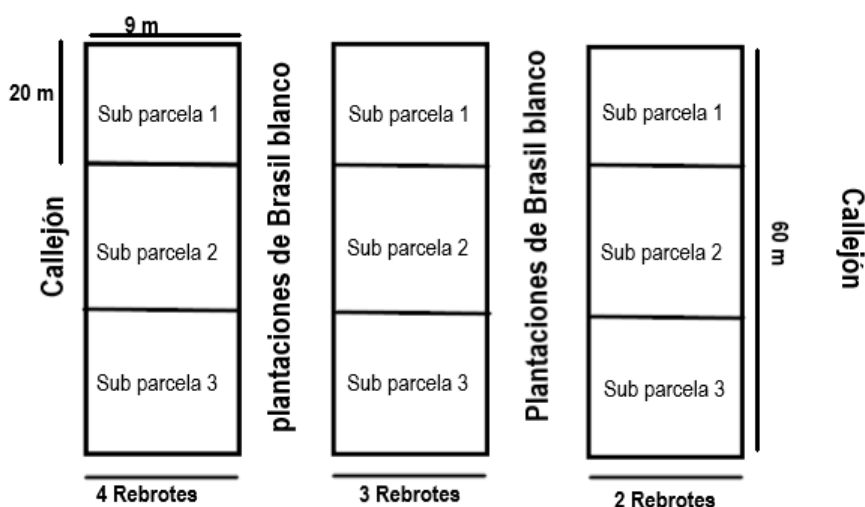 9 m
20 m
Sub parcela 1
Sub parcela 2
Sub parcela 3
Callejón
4 Rebrotes
plantaciones de Brasil blanco
Sub parcela 1
Sub parcela 2
Sub parcela 3
3 Rebrotes
Plantaciones de Brasil blanco
Sub parcela 1
Sub parcela 2
Sub parcela 3
2 Rebrotes
60 m
Callejón